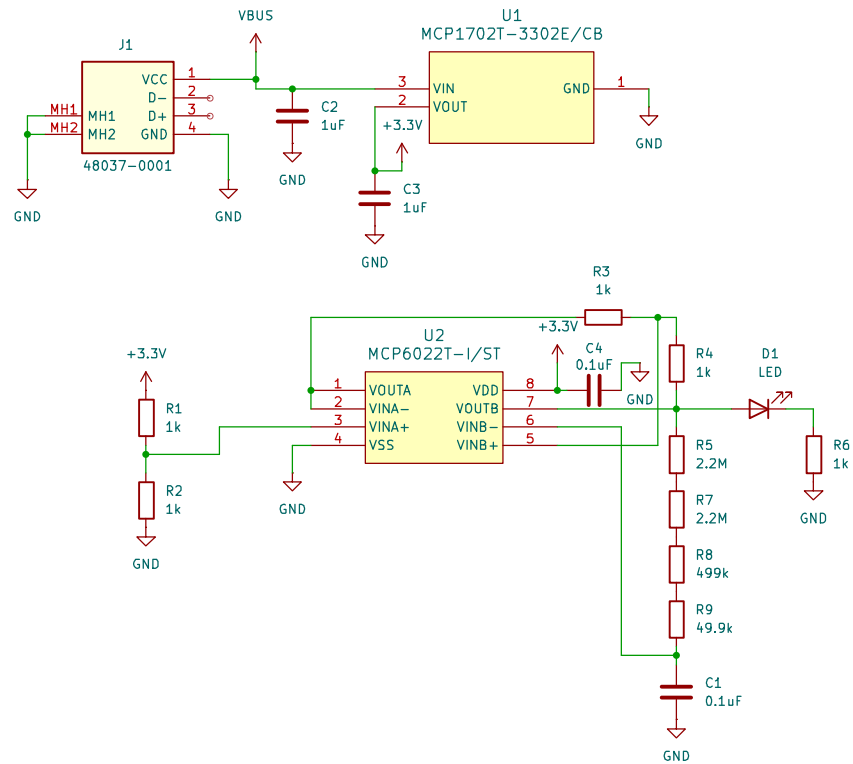 VBUS
U1
MCP1702T-3302E/CB
J1
VCC 1
D- 2
D+ 3
GND 4
MH1 MH1
MH2 MH2
48037-0001
GND
GND
C2
1uF
GND
3 VIN
2 VOUT
GND 1
GND
+3.3V
C3
1uF
GND
R3
1k
U2
MCP6022T-I/ST
+3.3V
C4
0.1uF
GND
1 VOUTA
2 VINA-
3 VINA+
4 VSS
VDD 8
VOUTB 7
VINB- 6
VINB+ 5
GND
+3.3V
R1
1k
R2
1k
GND
R4
1k
D1
LED
R5
2.2M
R6
1k
GND
R7
2.2M
R8
499k
R9
49.9k
C1
0.1uF
GND